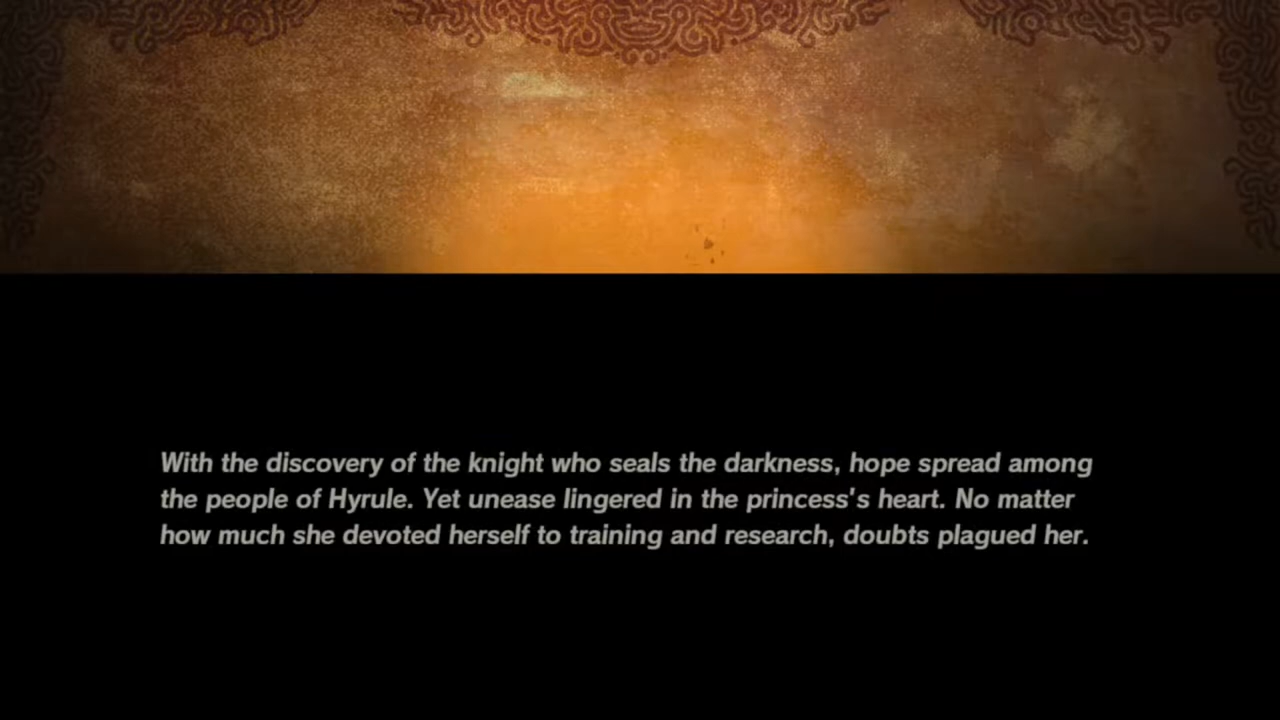 With the discovery of the knight who seals the darkness, hope spread among
the people of Hyrule. Yet unease lingered in the princess's heart. No matter
how much she devoted herself to training and research, doubts plagued her.